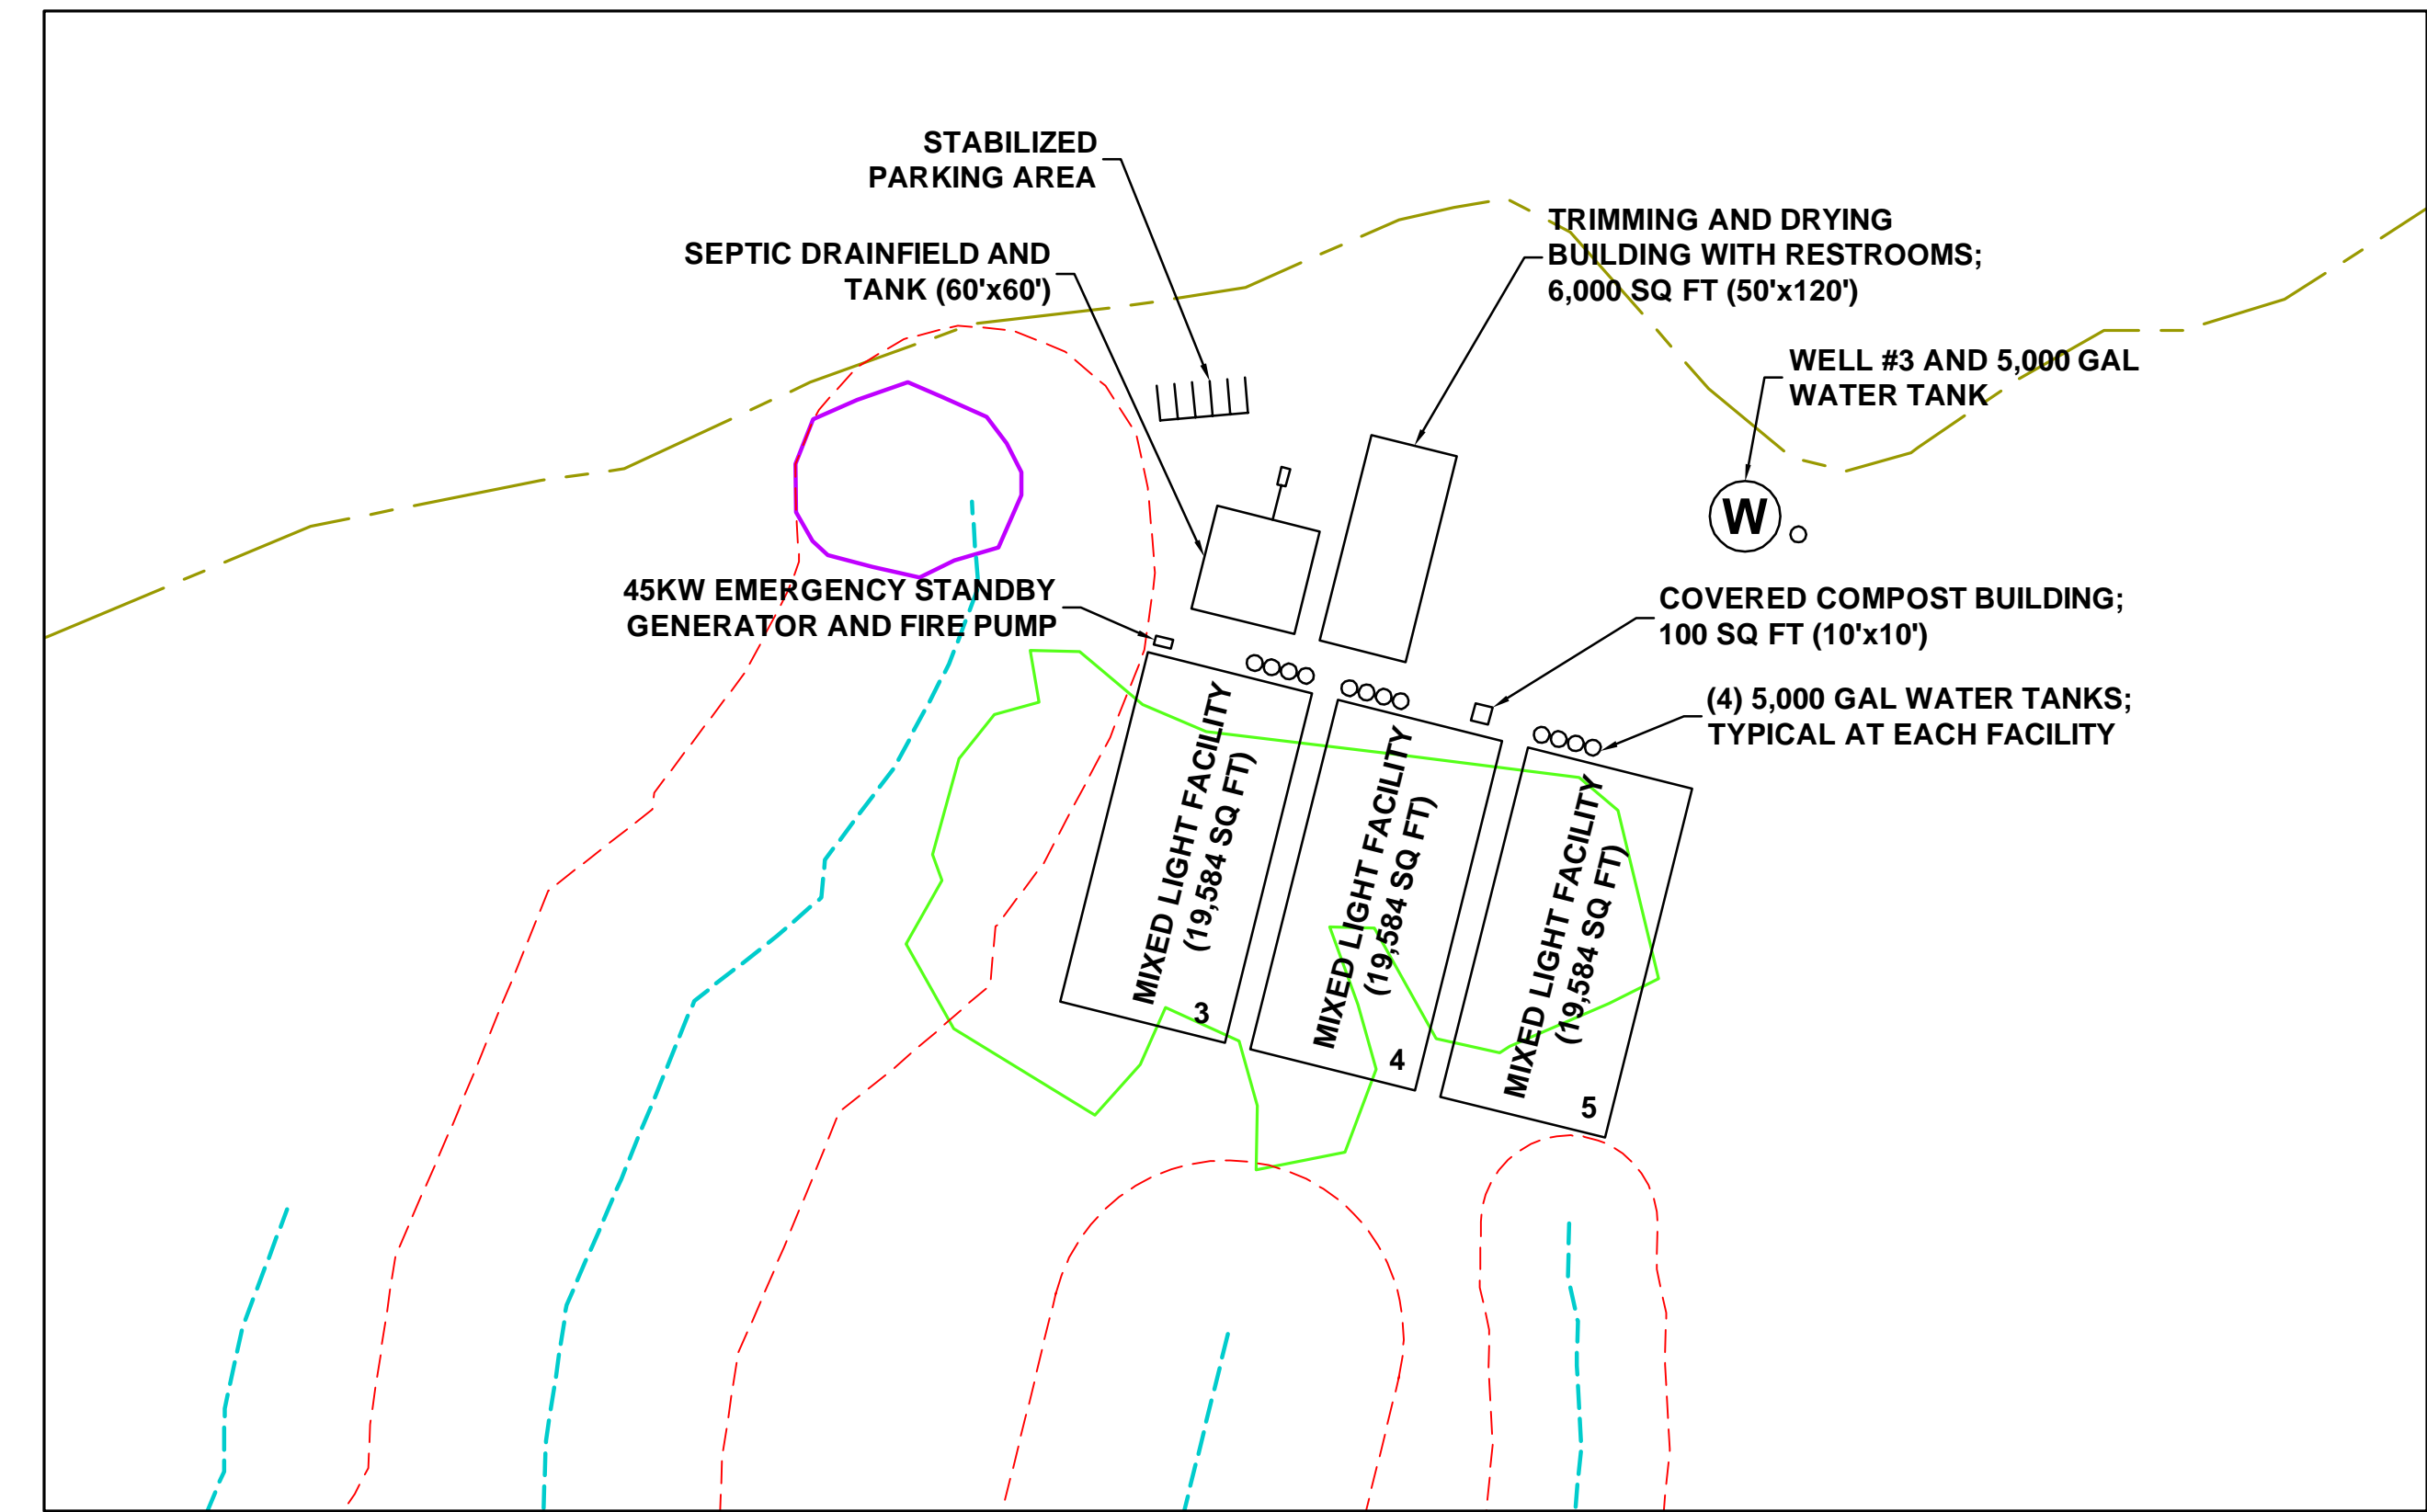 STABILIZED
PARKING AREA
SEPTIC DRAINFIELD AND
TANK (60'x60')
TRIMMING AND DRYING
BUILDING WITH RESTROOMS;
6,000 SQ FT (50'x120')
WELL #3 AND 5,000 GAL
WATER TANK
W
45KW EMERGENCY STANDBY
GENERATOR AND FIRE PUMP
COVERED COMPOST BUILDING;
100 SQ FT (10'x10')
(4) 5,000 GAL WATER TANKS;
TYPICAL AT EACH FACILITY
MIXED LIGHT FACILITY
(19,584 SQ FT)
3
MIXED LIGHT FACILITY
(19,584 SQ FT)
4
MIXED LIGHT FACILITY
(19,584 SQ FT)
5